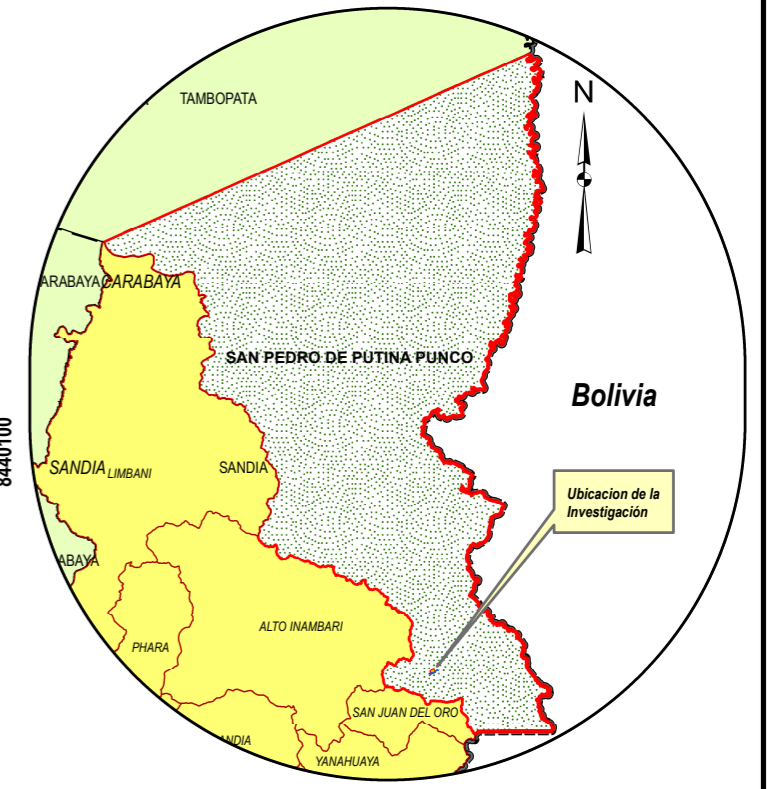 TAMBOPATA
N
ARABAYA
CARABAYA
SAN PEDRO DE PUTINA PUNCO
Bolivia
8440100
SANDIA
LIMBANI
SANDIA
Ubicacion de la
Investigación
ABAYA
ALTO INAMBARI
PHARA
SAN JUAN DEL ORO
NDIA
YANAHUAYA